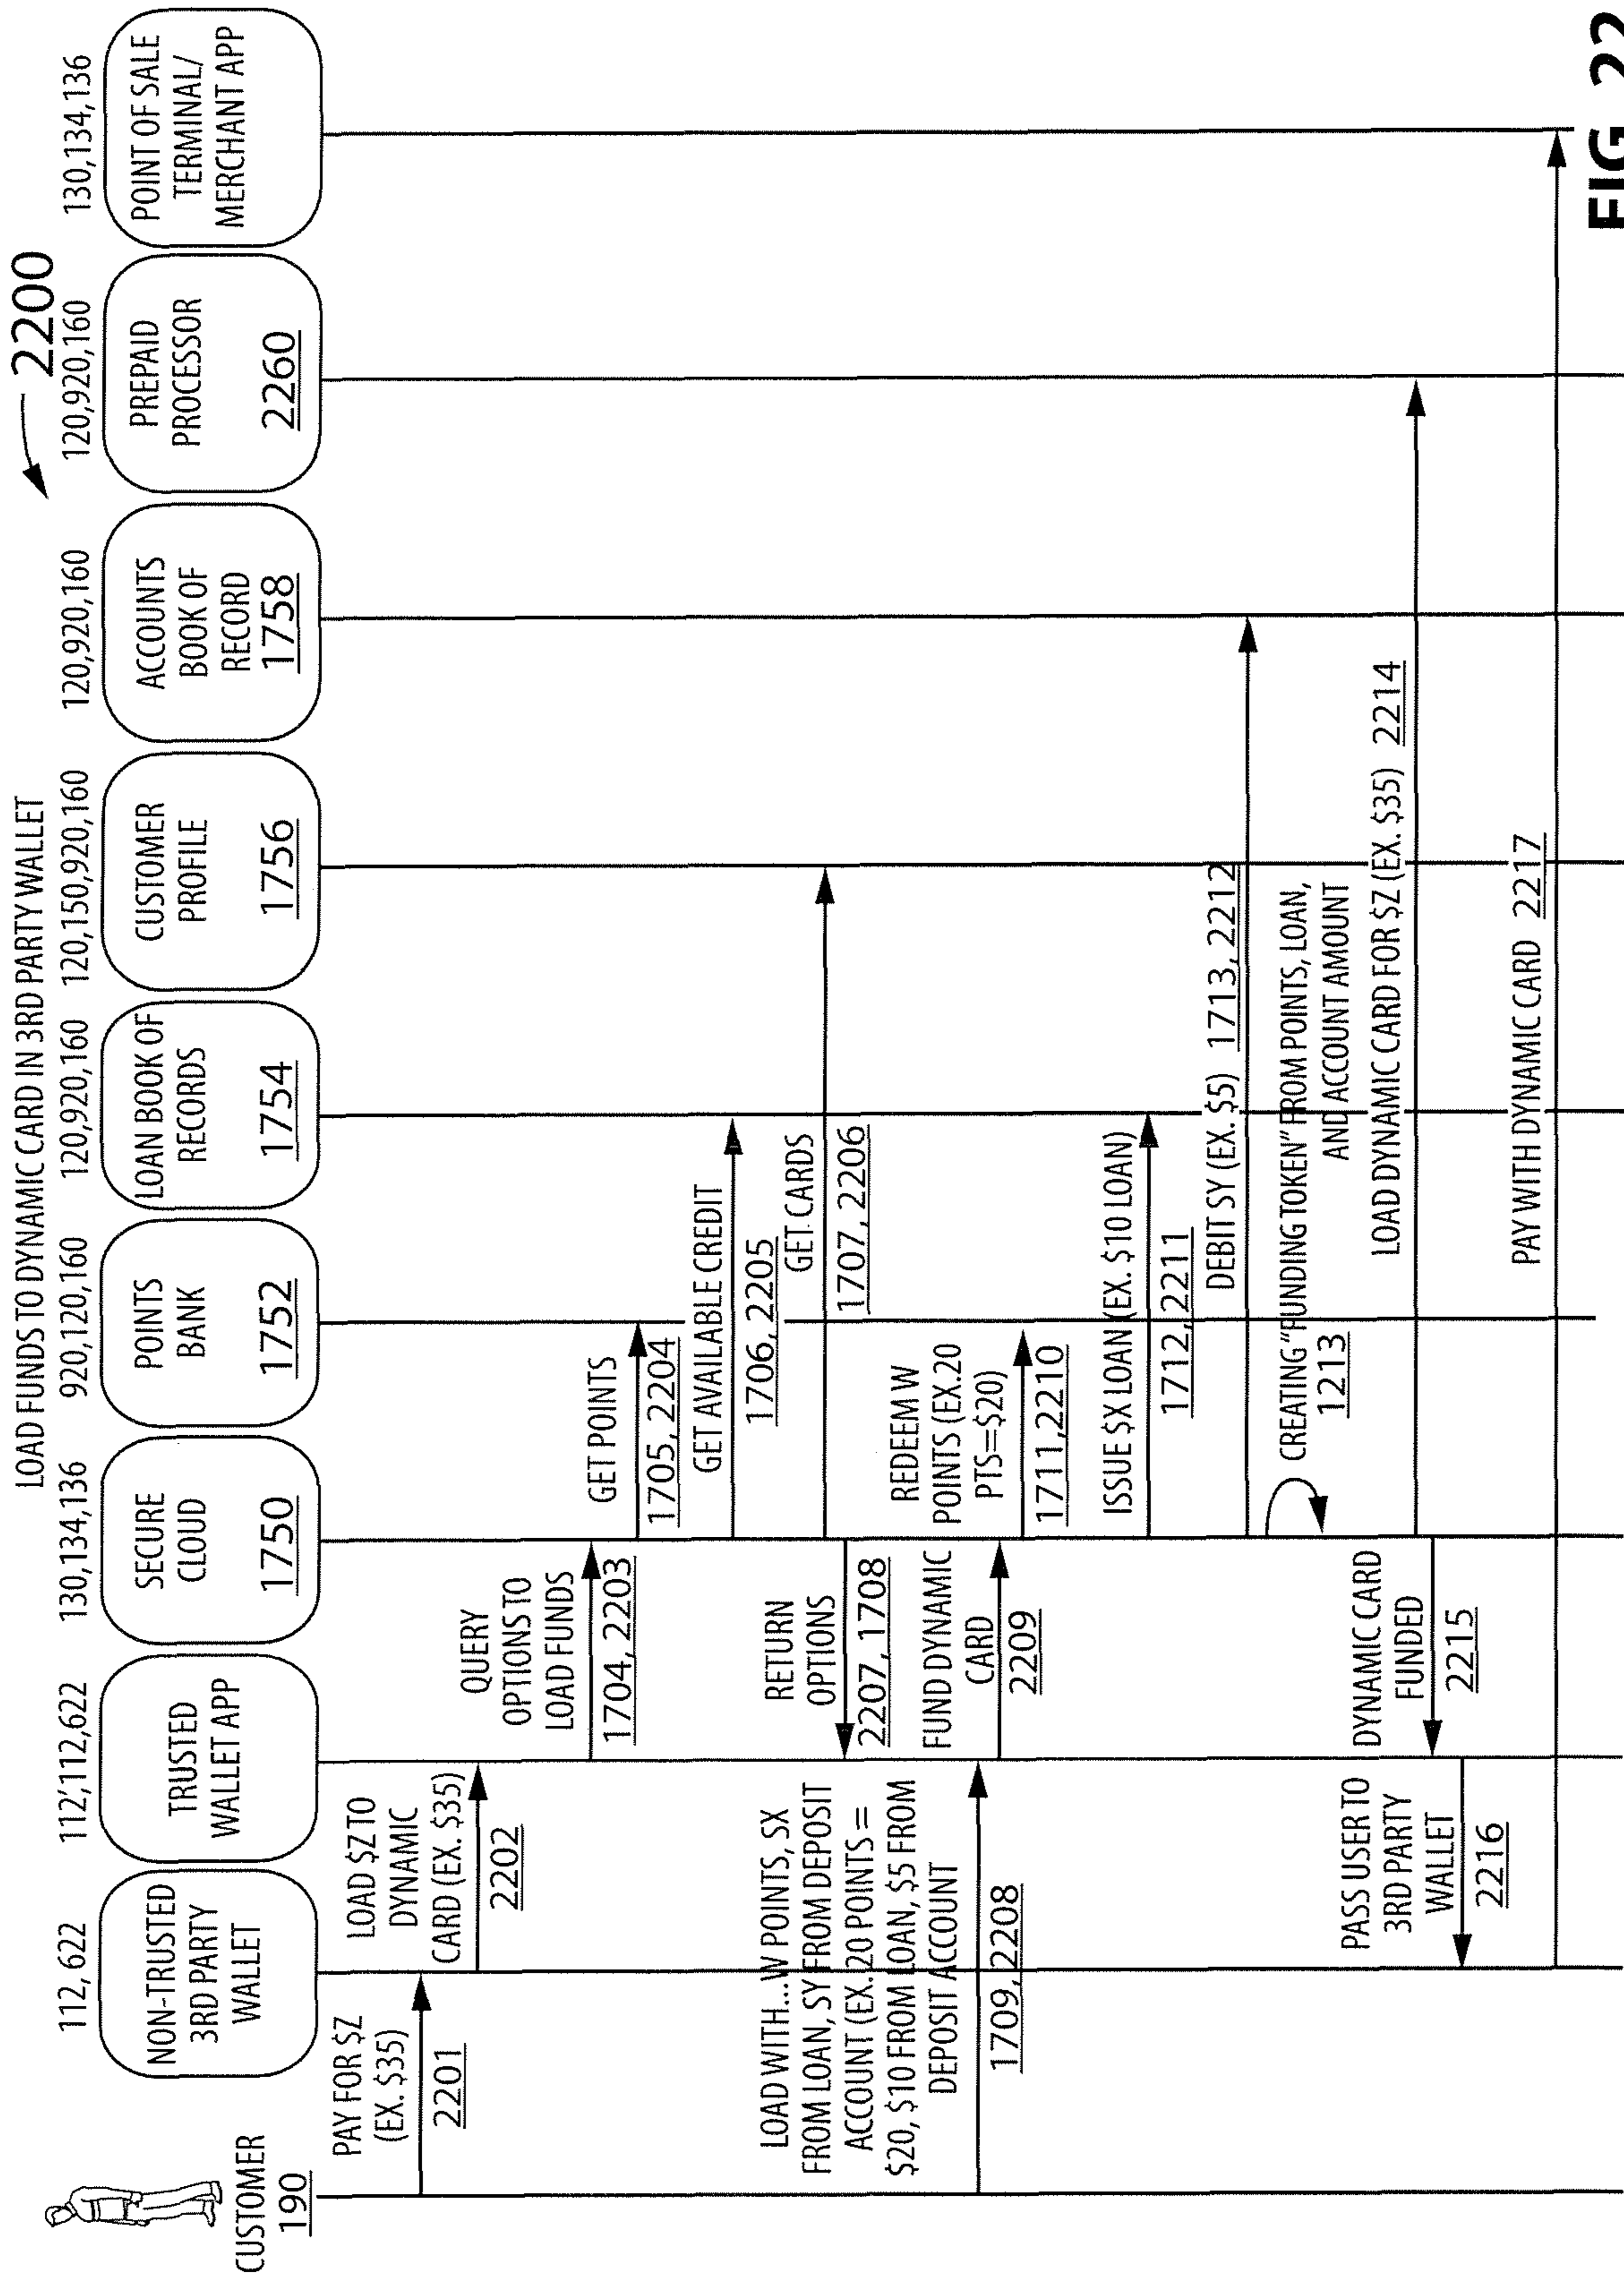 LOAD FUNDS TO DYNAMIC CARD IN 3RD PARTY WALLET
2200
CUSTOMER
190
112, 622
NON-TRUSTED
3RD PARTY
WALLET
112',112,622
TRUSTED
WALLET APP
130,134,136
SECURE
CLOUD
1750
920,120,160
POINTS
BANK
1752
120,920,160
LOAN BOOK OF
RECORDS
1754
120,150,920,160
CUSTOMER
PROFILE
1756
120,920,160
ACCOUNTS
BOOK OF
RECORD
1758
120,920,160
PREPAID
PROCESSOR
2260
130,134,136
POINT OF SALE
TERMINAL/
MERCHANT APP
PAY FOR $Z
(EX. $35)
2201
LOAD $Z TO
DYNAMIC
CARD (EX. $35)
2202
QUERY
OPTIONS TO
LOAD FUNDS
1704, 2203
GET POINTS
1705, 2204
GET AVAILABLE CREDIT
1706, 2205
GET CARDS
1707, 2206
RETURN
OPTIONS
2207, 1708
LOAD WITH...W POINTS, SX
FROM LOAN, SY FROM DEPOSIT
ACCOUNT (EX. 20 POINTS =
$20, $10 FROM LOAN, $5 FROM
DEPOSIT ACCOUNT
1709, 2208
FUND DYNAMIC
CARD
2209
REDEEM W
POINTS (EX.20
PTS=$20)
1711,2210
ISSUE $X LOAN (EX. $10 LOAN)
1712, 2211
DEBIT SY (EX. $5) 1713, 2212
CREATING "FUNDING TOKEN" FROM POINTS, LOAN,
AND ACCOUNT AMOUNT
1213
LOAD DYNAMIC CARD FOR $Z (EX. $35) 2214
DYNAMIC CARD
FUNDED
2215
PASS USER TO
3RD PARTY
WALLET
2216
PAY WITH DYNAMIC CARD 2217
FIG. 22